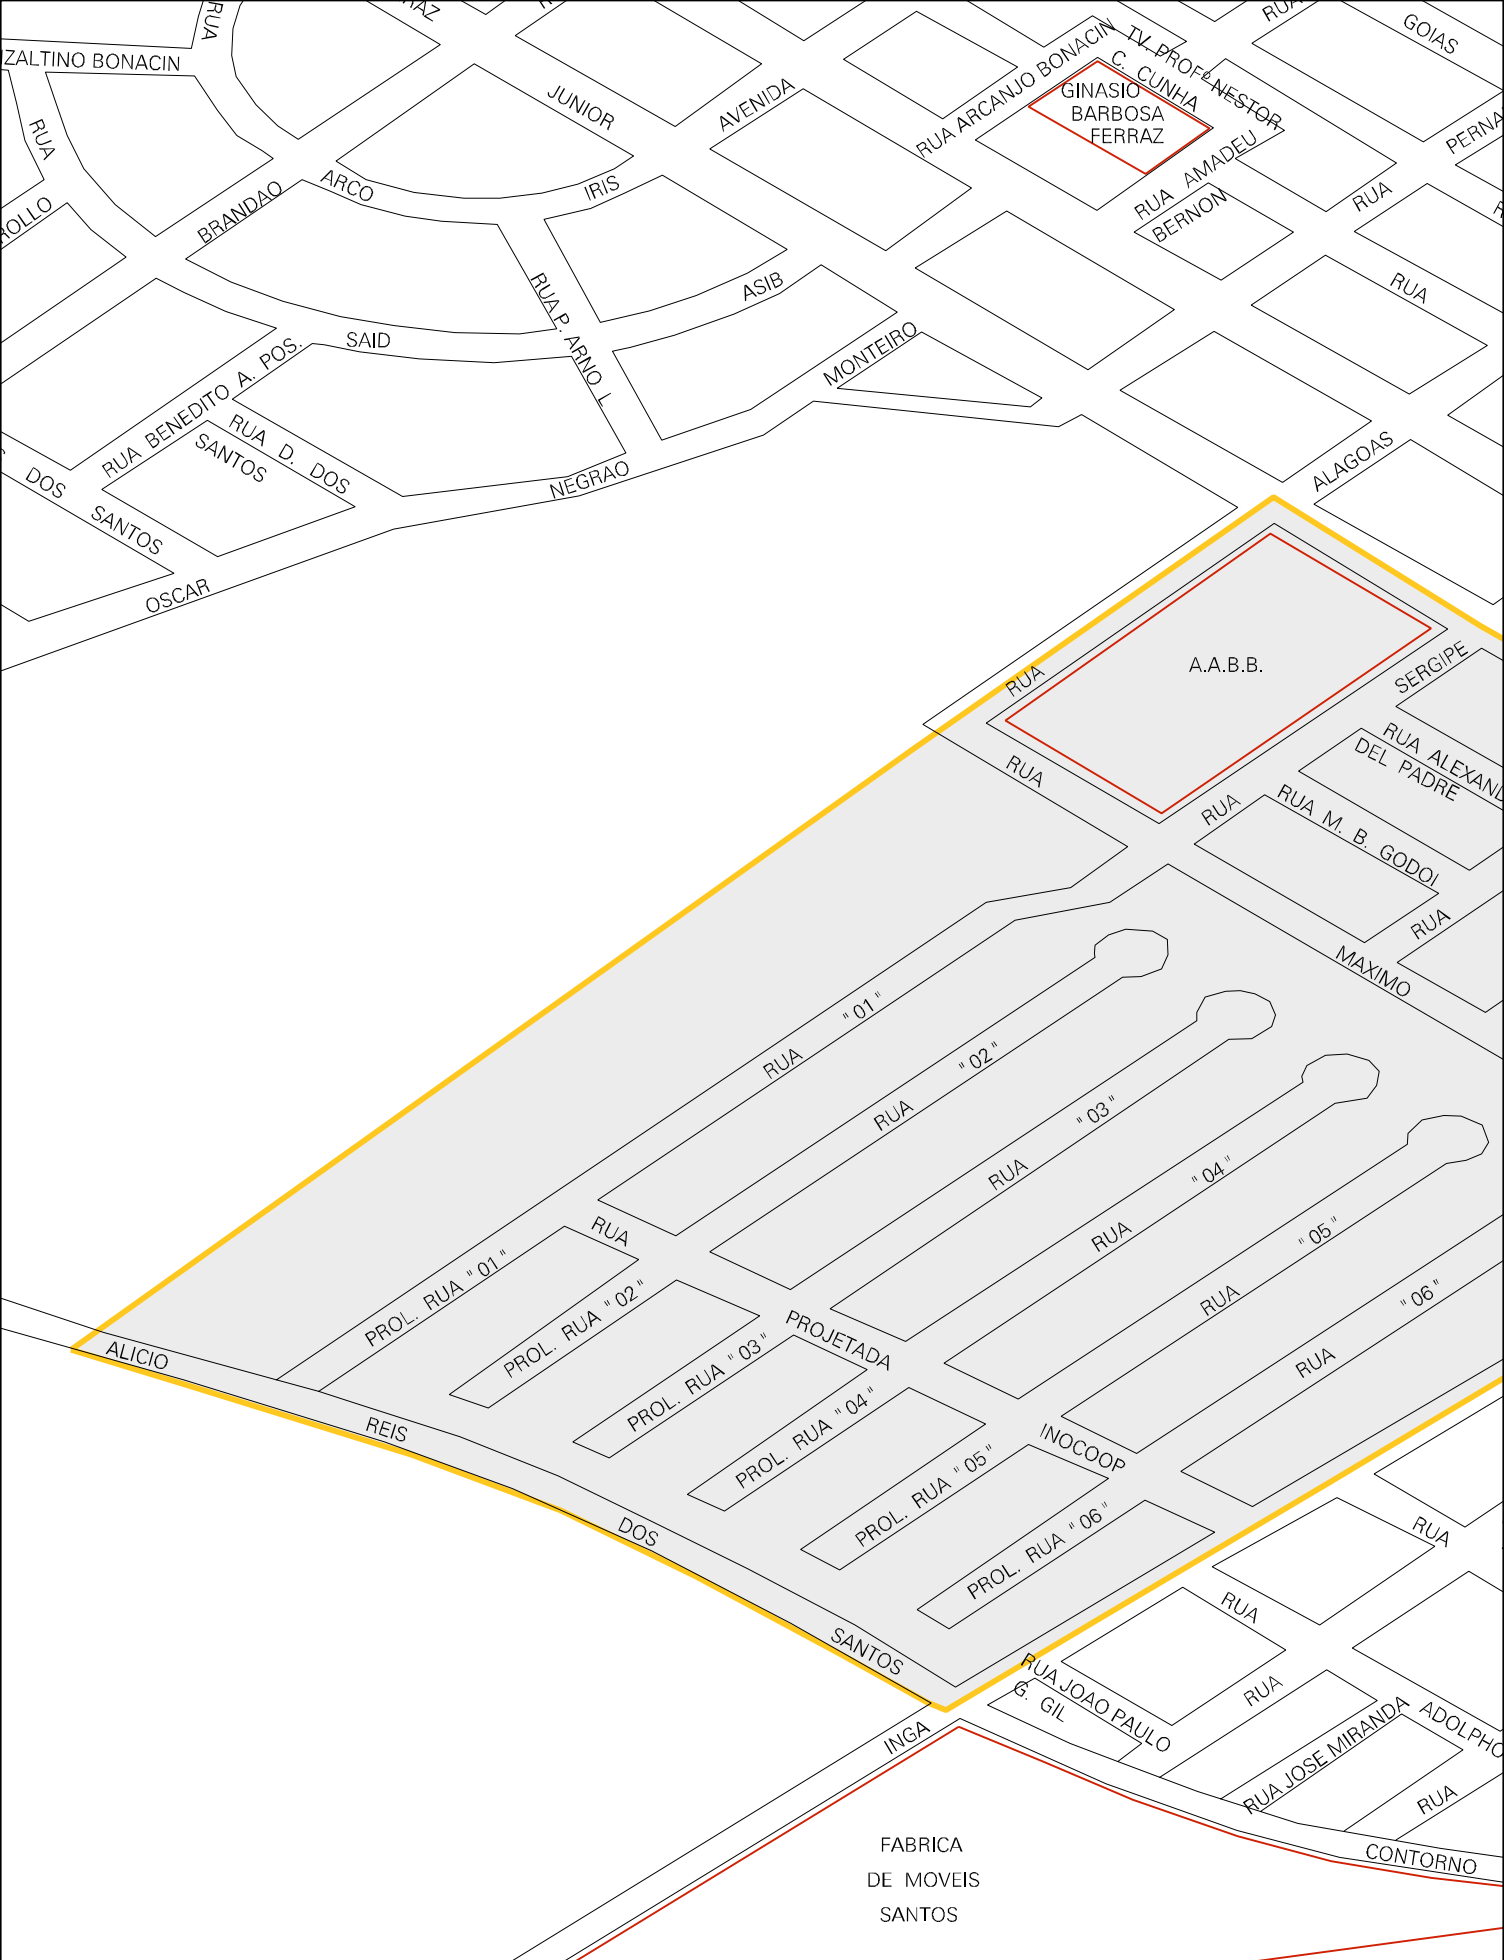 RUA
IZALTINO BONACIN
RUA
GOIAS
TV. PROFº NESTOR
C. CUNHA
RUA ARCANJO BONACIN
GINASIO
BARBOSA
FERRAZ
JUNIOR
AVENIDA
RUA
RUA AMADEU
BERNON
RUA
ARCO
IRIS
BRANDAO
RUA P. ARNO L
ASIB
RUA
SAID
MONTEIRO
RUA BENEDITO A. POS.
RUA D. DOS
SANTOS
DOS
SANTOS
NEGRAO
ALAGOAS
OSCAR
A.A.B.B.
RUA
SERGIPE
RUA
RUA ALEXAND
DEL PADRE
RUA
RUA M. B. GODOI
RUA
MAXIMO
RUA "01"
RUA "02"
RUA "03"
RUA "04"
RUA "05"
RUA "06"
RUA
PROJETADA
INOCOOP
PROL. RUA "01"
PROL. RUA "02"
PROL. RUA "03"
PROL. RUA "04"
PROL. RUA "05"
PROL. RUA "06"
ALICIO
REIS
DOS
SANTOS
RUA
RUA
RUA JOAO PAULO
G. GIL
RUA
RUA JOSE MIRANDA
ADOLPHO
RUA
INGA
CONTORNO
FABRICA
DE MOVEIS
SANTOS